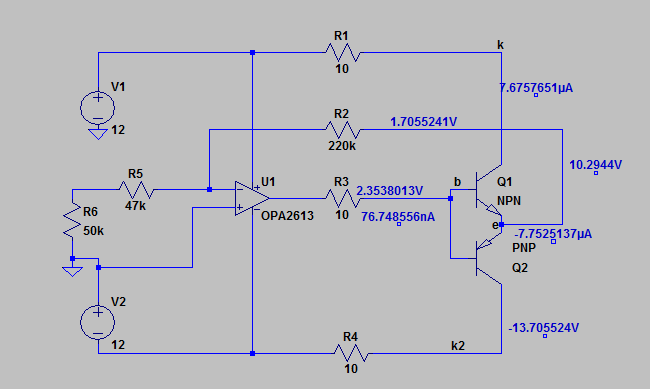 R1
k
10
V1
7.6757651µA
12
R2
1.7055241V
220k
10.2944V
R5
U1
b
Q1
R3
2.3538013V
NPN
47k
OPA2613
R6
10
76.748556nA
e
-7.7525137µA
50k
PNP
Q2
V2
-13.705524V
12
R4
k2
10